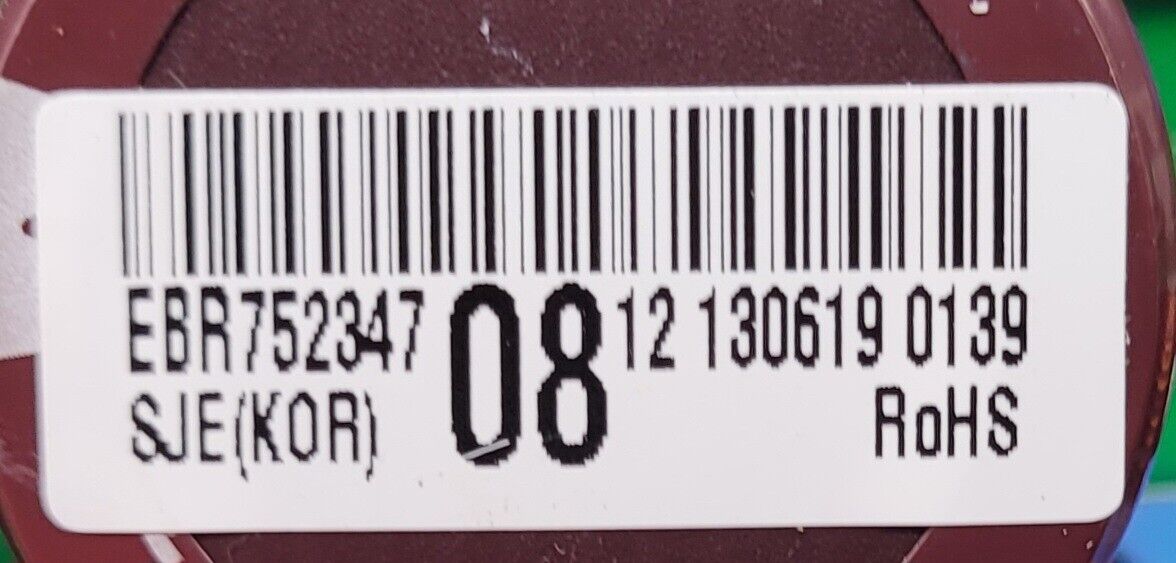 EBR752347 08 12 130619 0139
SJE(KOR) RoHS